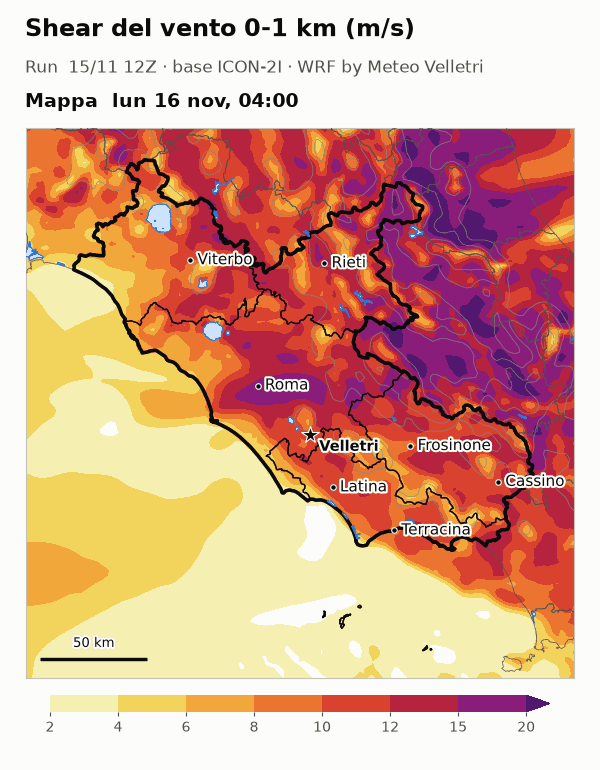 Shear del vento 0-1 km (m/s)
Run  15/11 12Z · base ICON-2I · WRF by Meteo Velletri
Mappa  lun 16 nov, 04:00
Viterbo
Rieti
Roma
Velletri
Frosinone
Latina
Cassino
Terracina
50 km
2 4 6 8 10 12 15 20